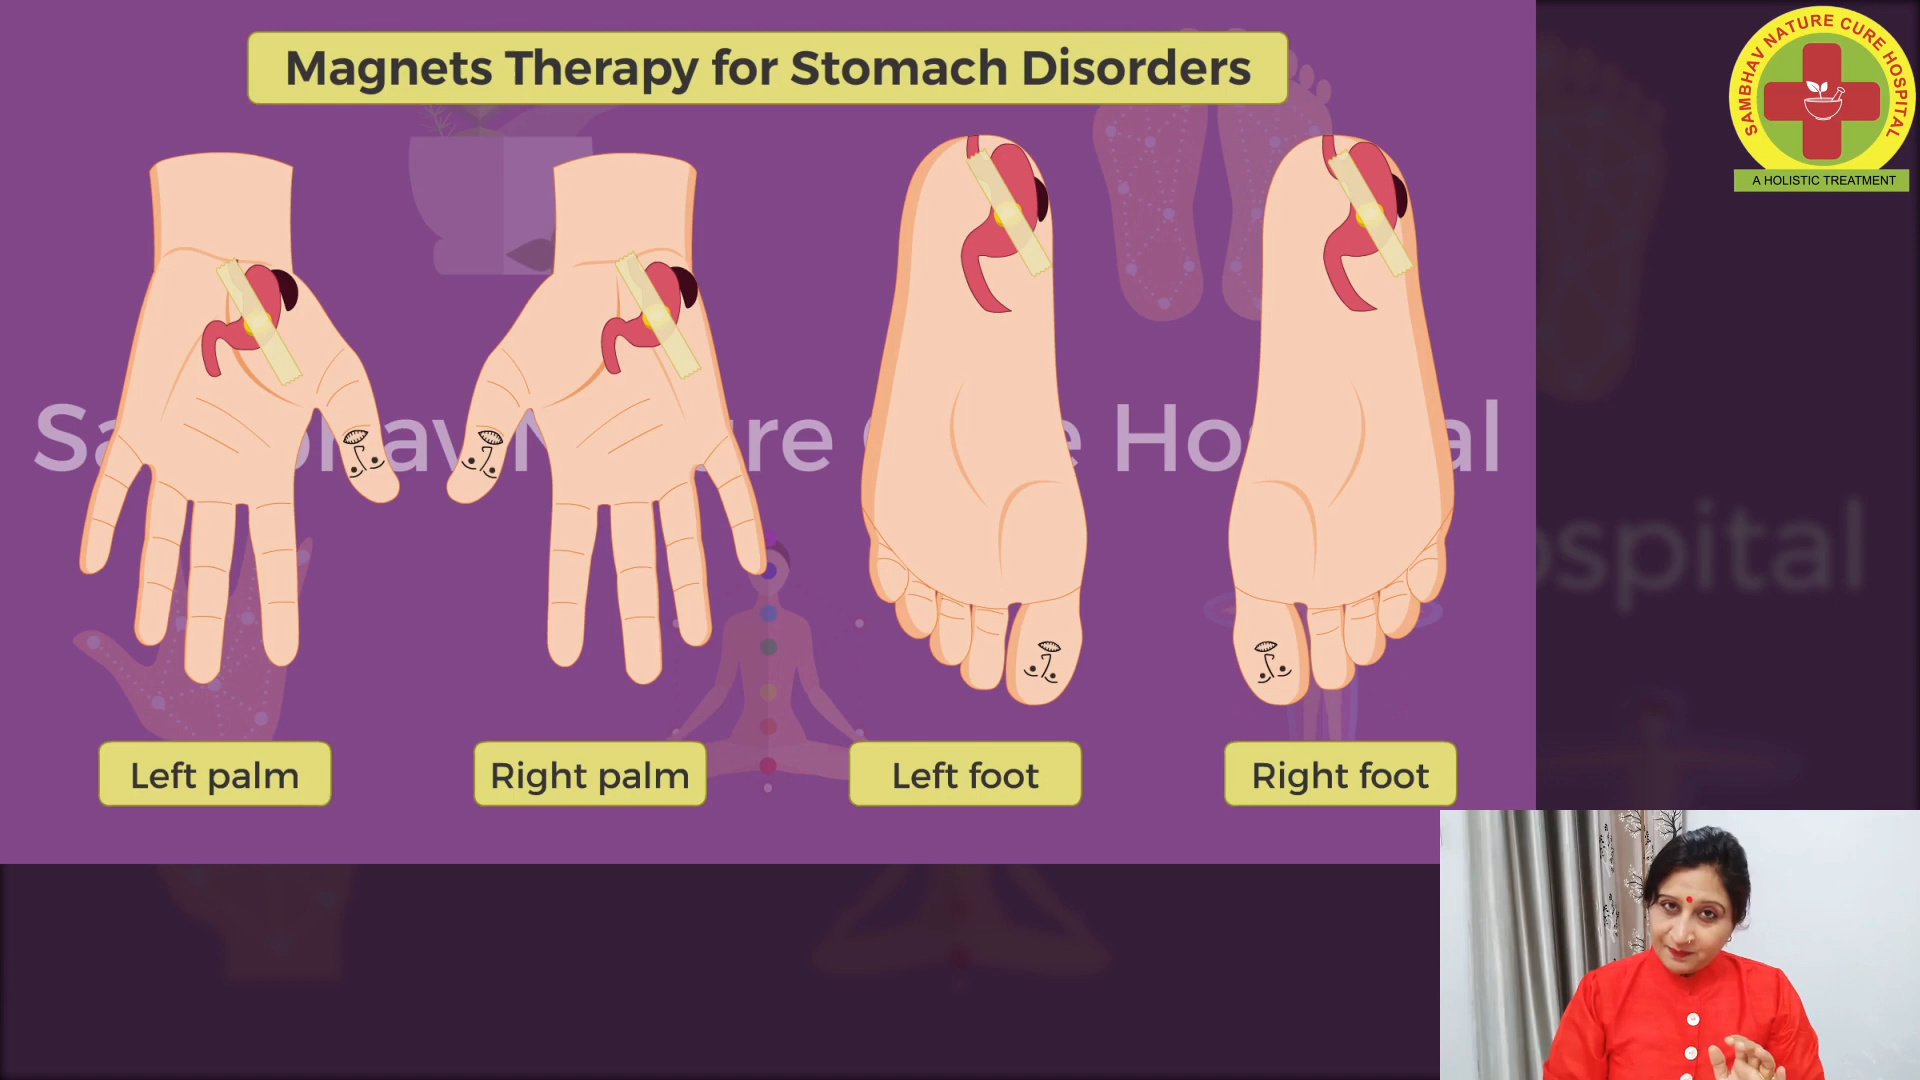 Magnets Therapy for Stomach Disorders
SAMBHAV NATURE CURE HOSPITAL
A HOLISTIC TREATMENT
Hospital
Left palm
Right palm
Left foot
Right foot